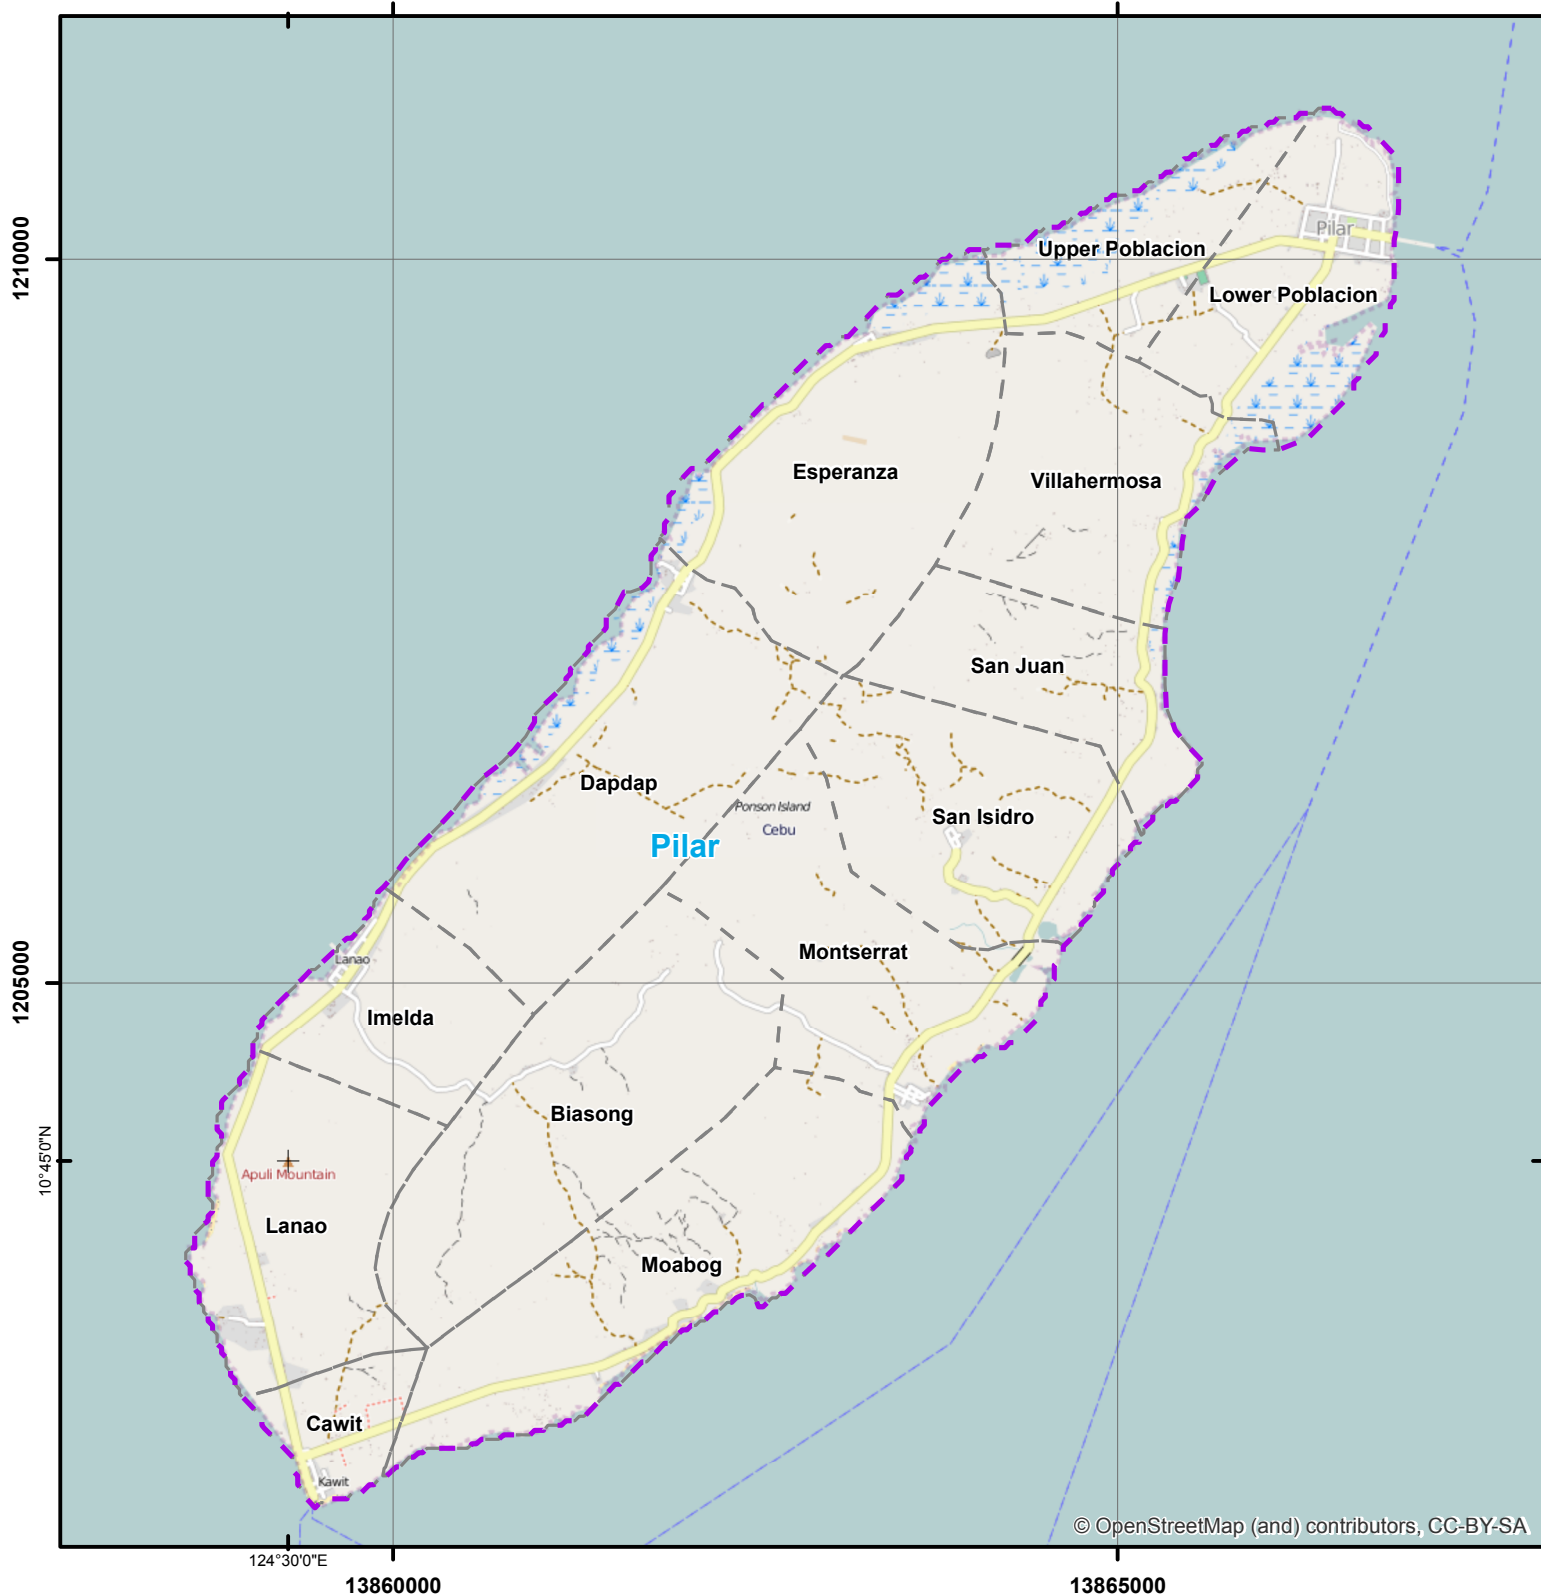 Pilar
Upper Poblacion
1210000
Lower Poblacion
Esperanza
Villahermosa
San Juan
Dapdap
Ponson Island
Cebu
San Isidro
Pilar
Montserrat
Lanao
1205000
Imelda
Biasong
10°45'0"N
Apuli Mountain
Lanao
Moabog
Cawit
Kawit
© OpenStreetMap (and) contributors, CC-BY-SA
124°30'0"E
13860000
13865000